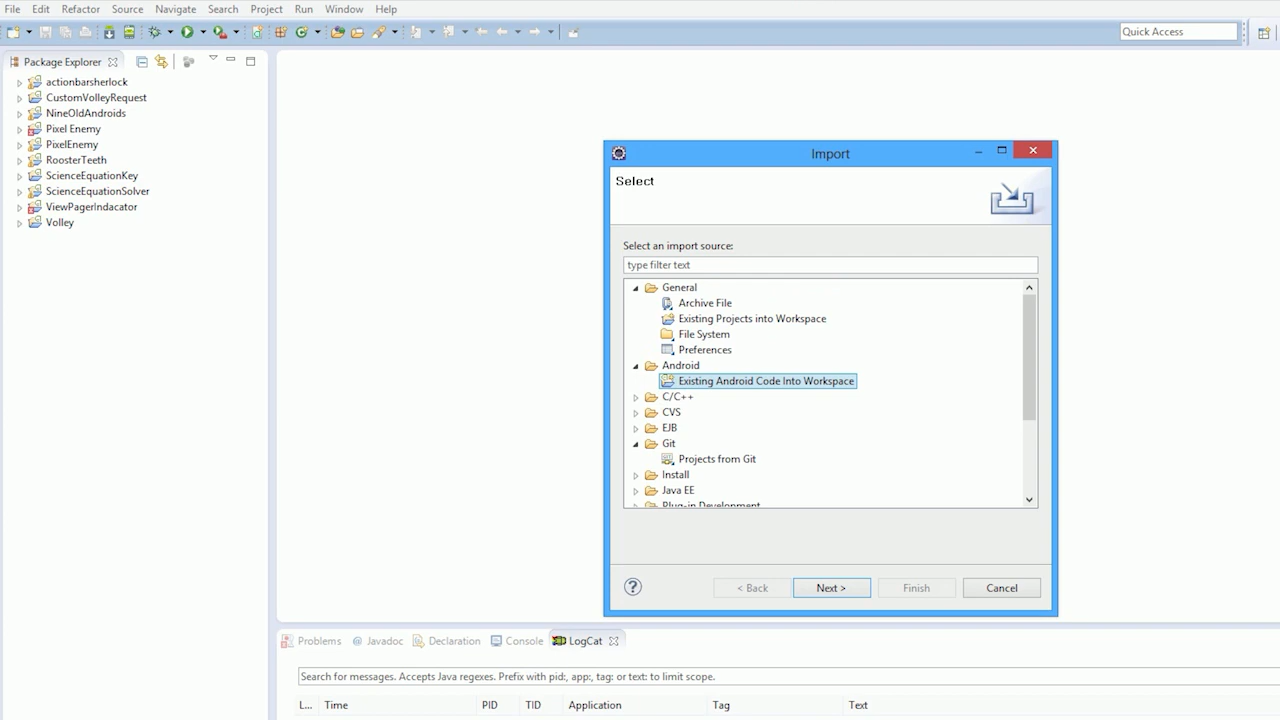 File Edit Refactor Source Navigate Search Project Run Window Help
Quick Access
Package Explorer
actionbarsherlock
CustomVolleyRequest
NineOldAndroids
Pixel Enemy
PixelEnemy
RoosterTeeth
ScienceEquationKey
ScienceEquationSolver
ViewPagerIndacator
Volley
Import
Select
Select an import source:
type filter text
General
Archive File
Existing Projects into Workspace
File System
Preferences
Android
Existing Android Code Into Workspace
C/C++
CVS
EJB
Git
Projects from Git
Install
Java EE
Plug-in Development
< Back Next > Finish Cancel
Problems Javadoc Declaration Console LogCat
Search for messages. Accepts Java regexes. Prefix with pid:, app:, tag: or text: to limit scope.
L... Time PID TID Application Tag Text